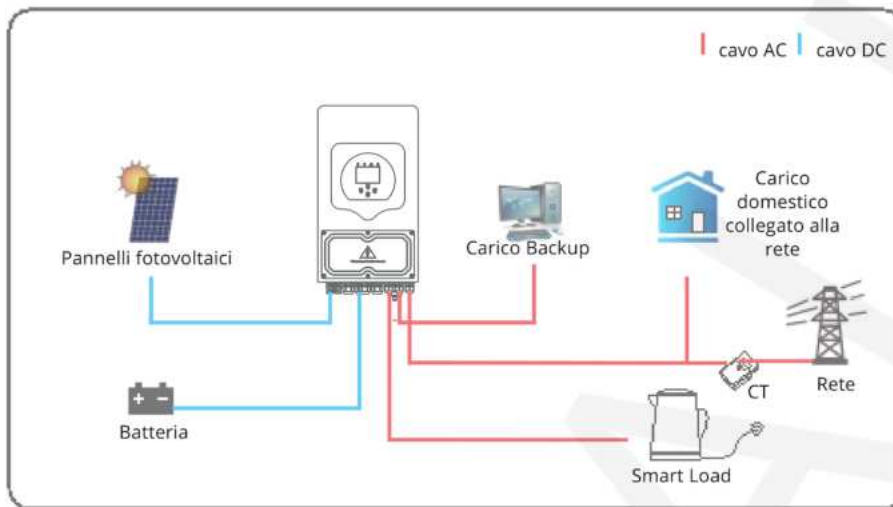 cavo AC
cavo DC
Pannelli fotovoltaici
Carico Backup
Carico
domestico
collegato alla
rete
Batteria
CT
Rete
Smart Load